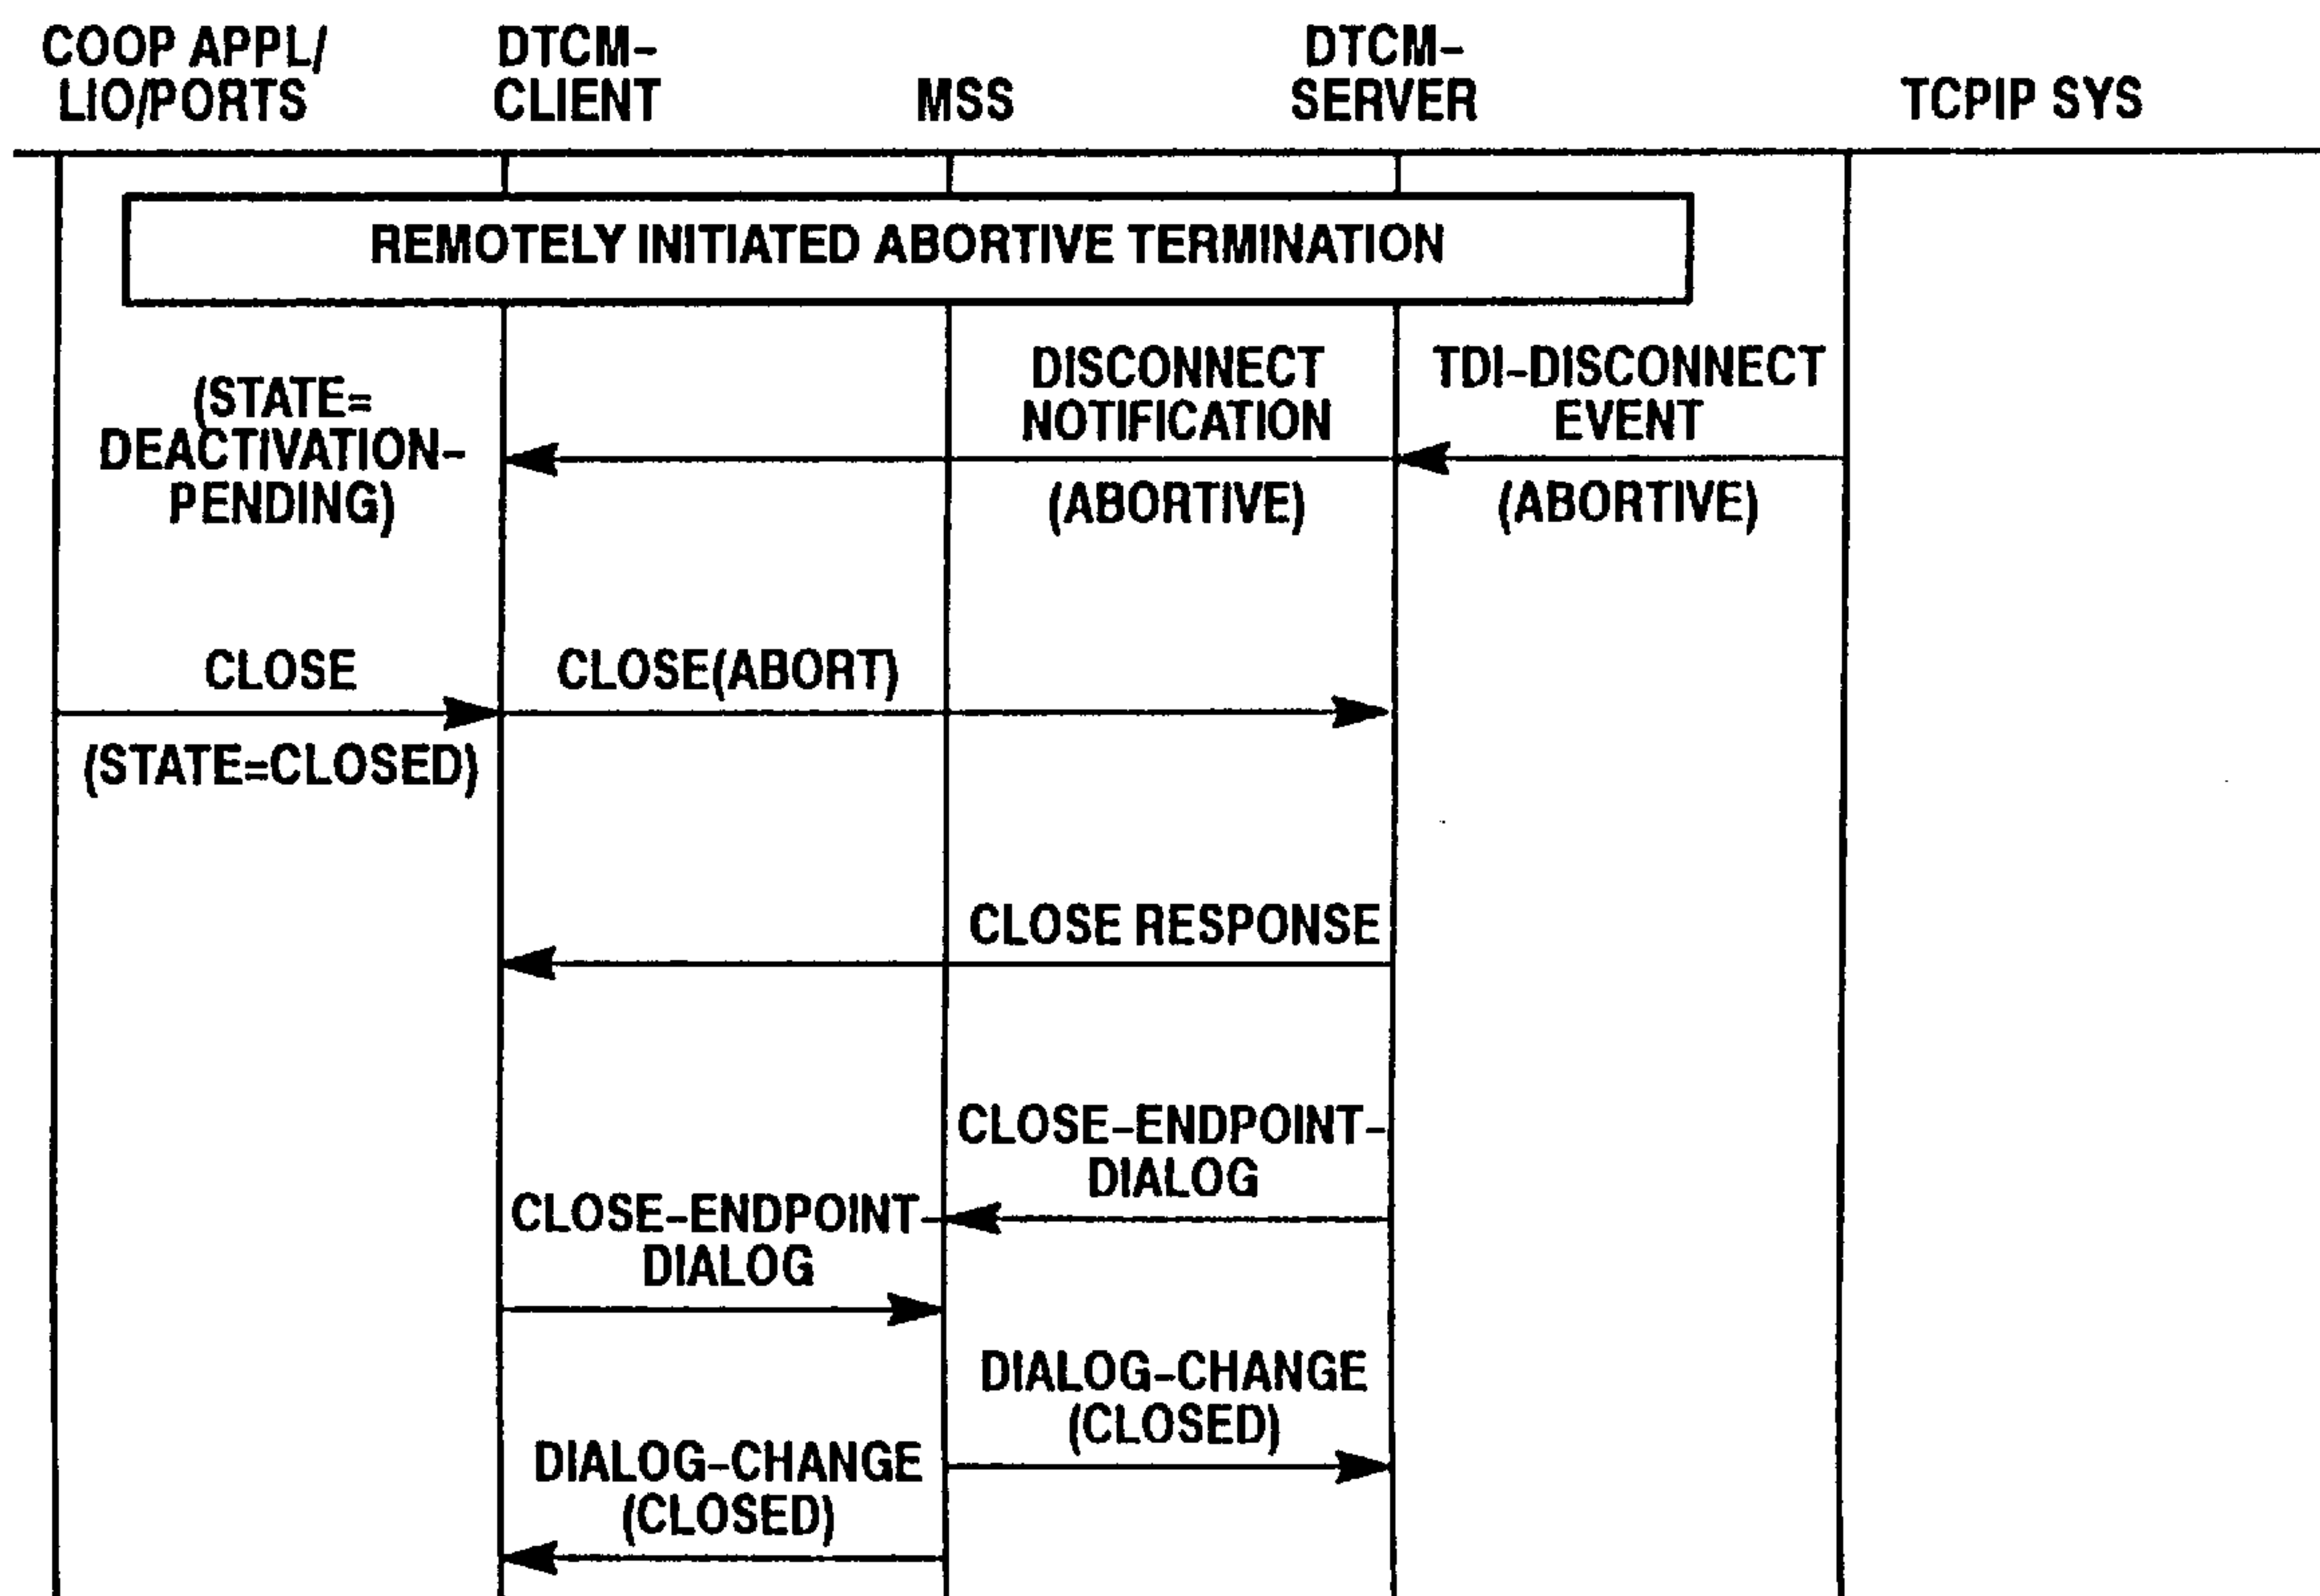 COOP APPL/
LIO/PORTS
DTCM–
CLIENT
MSS
DTCM–
SERVER
TCPIP SYS
REMOTELY INITIATED ABORTIVE TERMINATION
(STATE=
DEACTIVATION–
PENDING)
DISCONNECT
NOTIFICATION
(ABORTIVE)
TDI–DISCONNECT
EVENT
(ABORTIVE)
CLOSE
(STATE=CLOSED)
CLOSE(ABORT)
CLOSE RESPONSE
CLOSE–ENDPOINT–
DIALOG
CLOSE–ENDPOINT–
DIALOG
DIALOG–CHANGE
(CLOSED)
DIALOG–CHANGE
(CLOSED)